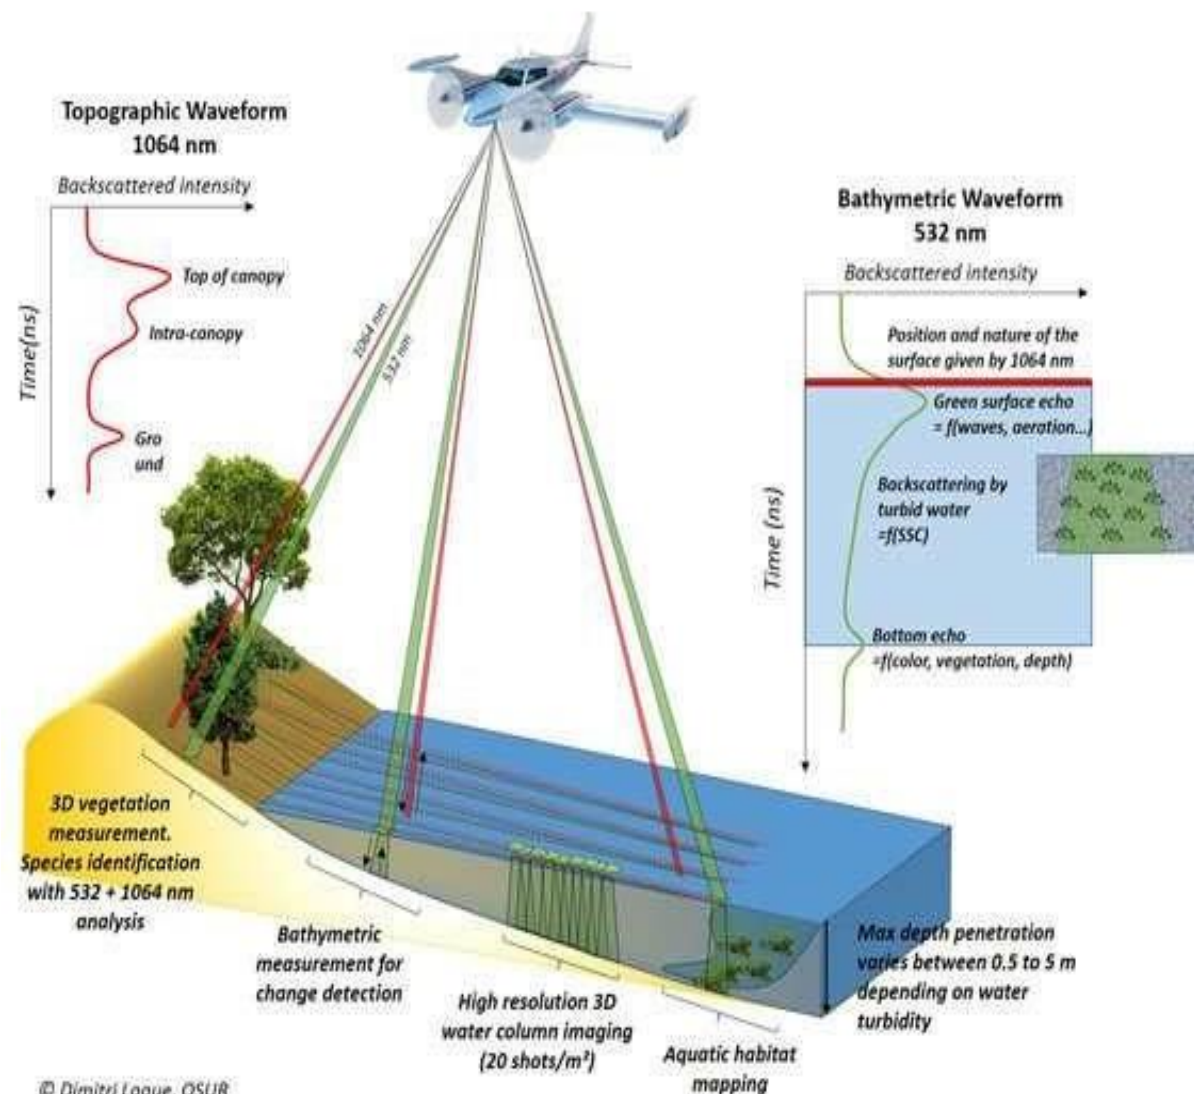 Topographic Waveform
1064 nm
Backscattered intensity
Top of canopy
Intra-canopy
Gro
und
Time(ns)
1064 nm
532 nm
Bathymetric Waveform
532 nm
Backscattered intensity
Position and nature of the
surface given by 1064 nm
Green surface echo
= f(waves, aeration...)
Backscattering by
turbid water
=f(SSC)
Bottom echo
=f(color, vegetation, depth)
Time (ns)
3D vegetation
measurement.
Species identification
with 532 + 1064 nm
analysis
Bathymetric
measurement for
change detection
High resolution 3D
water column imaging
(20 shots/m²)
Aquatic habitat
mapping
Max depth penetration
varies between 0.5 to 5 m
depending on water
turbidity
© Dimitri Lague, OSUR